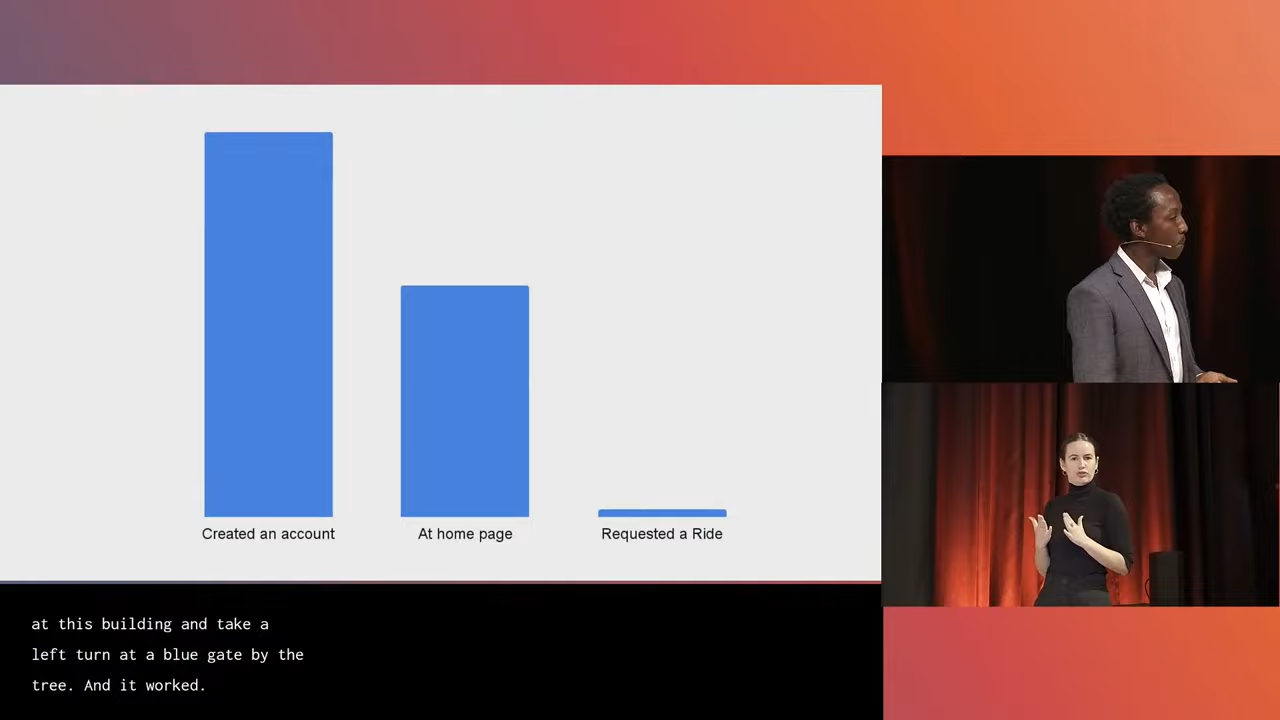 Created an account
At home page
Requested a Ride
at this building and take a
left turn at a blue gate by the
tree. And it worked.